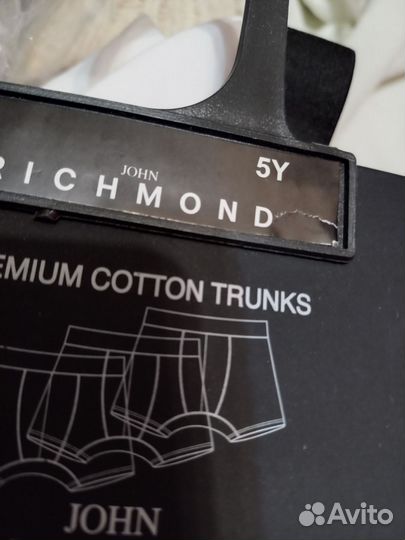 JOHN
5Y
RICHMOND
EMIUM COTTON TRUNKS
JOHN
Avito